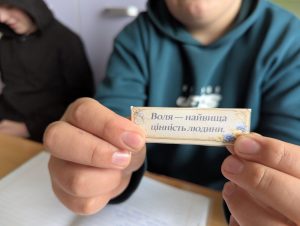 Воля — найвища
цінність людини.